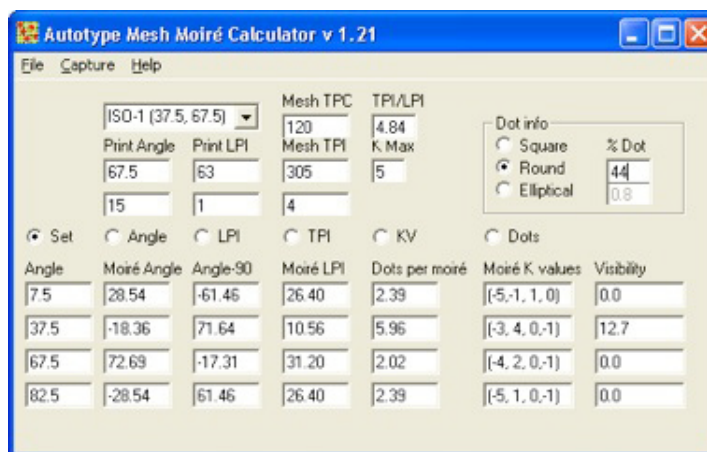 Autotype Mesh Moiré Calculator v 1.21
File Capture Help
Mesh TPC TPI/LPI
ISO-1 (37.5, 67.5) 120 4.84 Dot info
Print Angle Print LPI Mesh TPI K Max Square % Dot
67.5 63 305 5 Round 44
15 1 4 Elliptical 0.8
Set Angle LPI TPI KV Dots
Angle Moiré Angle Angle-90 Moiré LPI Dots per moiré Moiré K values Visibility
7.5 28.54 -61.46 26.40 2.39 (-5,-1, 1, 0) 0.0
37.5 -18.36 71.64 10.56 5.96 (-3, 4, 0,-1) 12.7
67.5 72.69 -17.31 31.20 2.02 (-4, 2, 0,-1) 0.0
82.5 -28.54 61.46 26.40 2.39 (-5, 1, 0,-1) 0.0